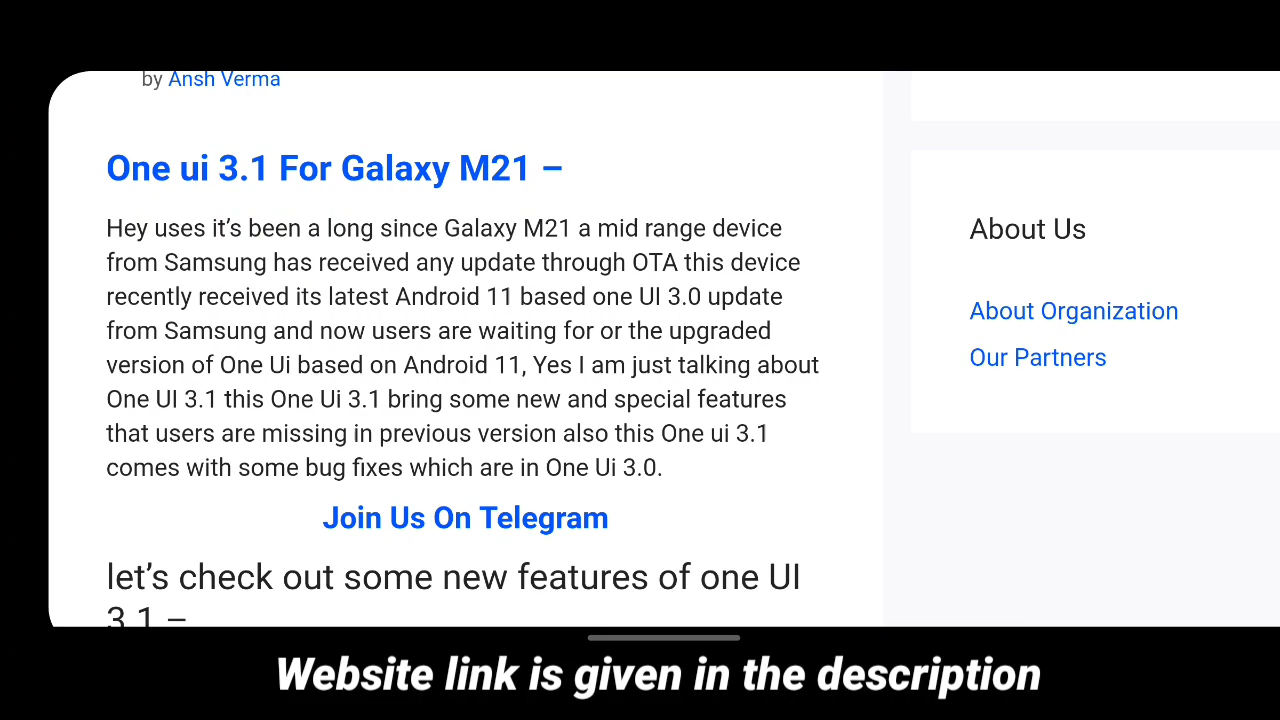 by Ansh Verma
One ui 3.1 For Galaxy M21 –
Hey uses it’s been a long since Galaxy M21 a mid range device
from Samsung has received any update through OTA this device
recently received its latest Android 11 based one UI 3.0 update
from Samsung and now users are waiting for or the upgraded
version of One Ui based on Android 11, Yes I am just talking about
One UI 3.1 this One Ui 3.1 bring some new and special features
that users are missing in previous version also this One ui 3.1
comes with some bug fixes which are in One Ui 3.0.
Join Us On Telegram
let’s check out some new features of one UI
3.1 –
About Us
About Organization
Our Partners
Website link is given in the description